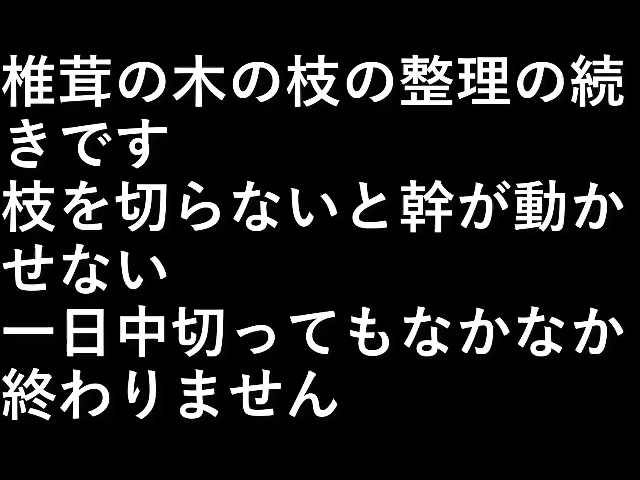 椎茸の木の枝の整理の続
きです
枝を切らないと幹が動か
せない
一日中切ってもなかなか
終わりません